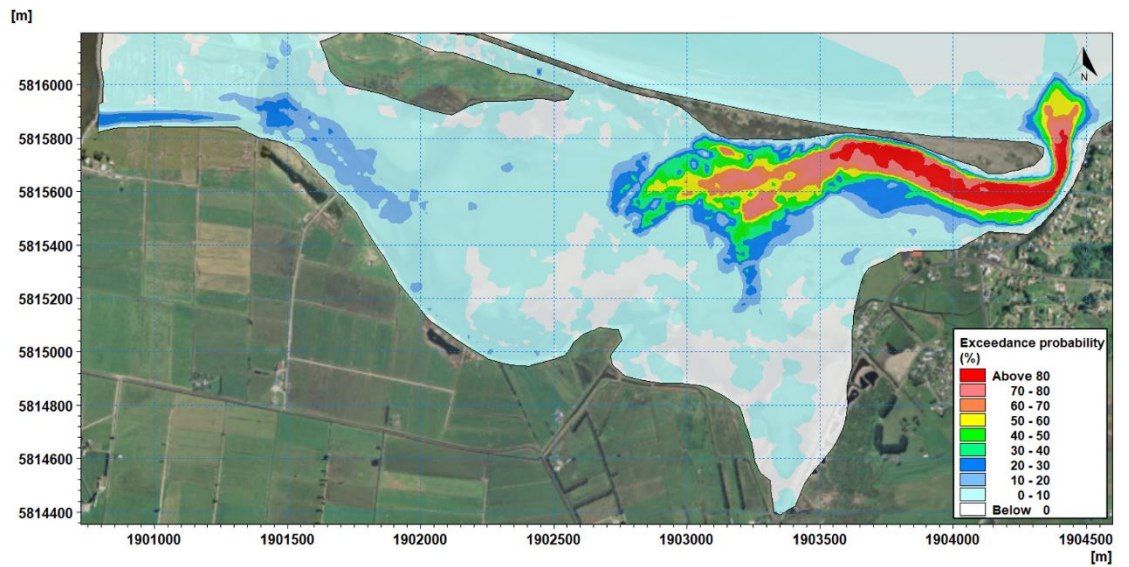 [m]
5816000
5815800
5815600
5815400
5815200
5815000
5814800
5814600
5814400
N
Exceedance probability
(%)
Above 80
70 - 80
60 - 70
50 - 60
40 - 50
30 - 40
20 - 30
10 - 20
0 - 10
Below 0
1901000 1901500 1902000 1902500 1903000 1903500 1904000 1904500
[m]